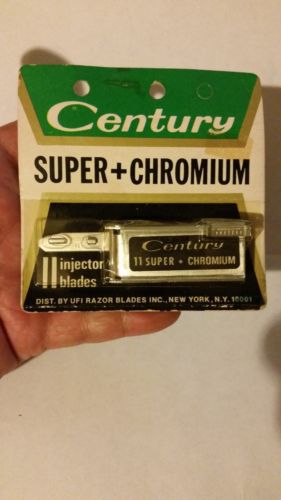 Century
SUPER+CHROMIUM
Century
11 SUPER + CHROMIUM
11 injector
blades
DIST. BY UFI RAZOR BLADES INC., NEW YORK, N.Y. 10001